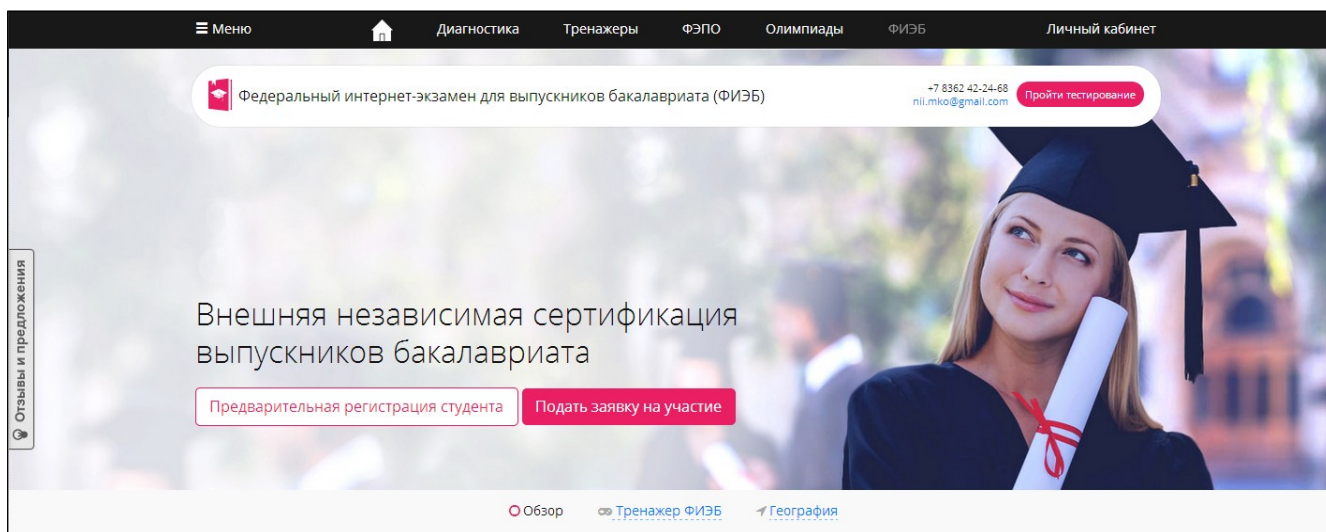 Меню
Диагностика
Тренажеры
ФЭПО
Олимпиады
ФИЭБ
Личный кабинет
Федеральный интернет-экзамен для выпускников бакалавриата (ФИЭБ)
+7 8362 42-24-68
nii.mko@gmail.com
Пройти тестирование
Отзывы и предложения
Внешняя независимая сертификация
выпускников бакалавриата
Предварительная регистрация студента
Подать заявку на участие
Обзор
Тренажер ФИЭБ
География